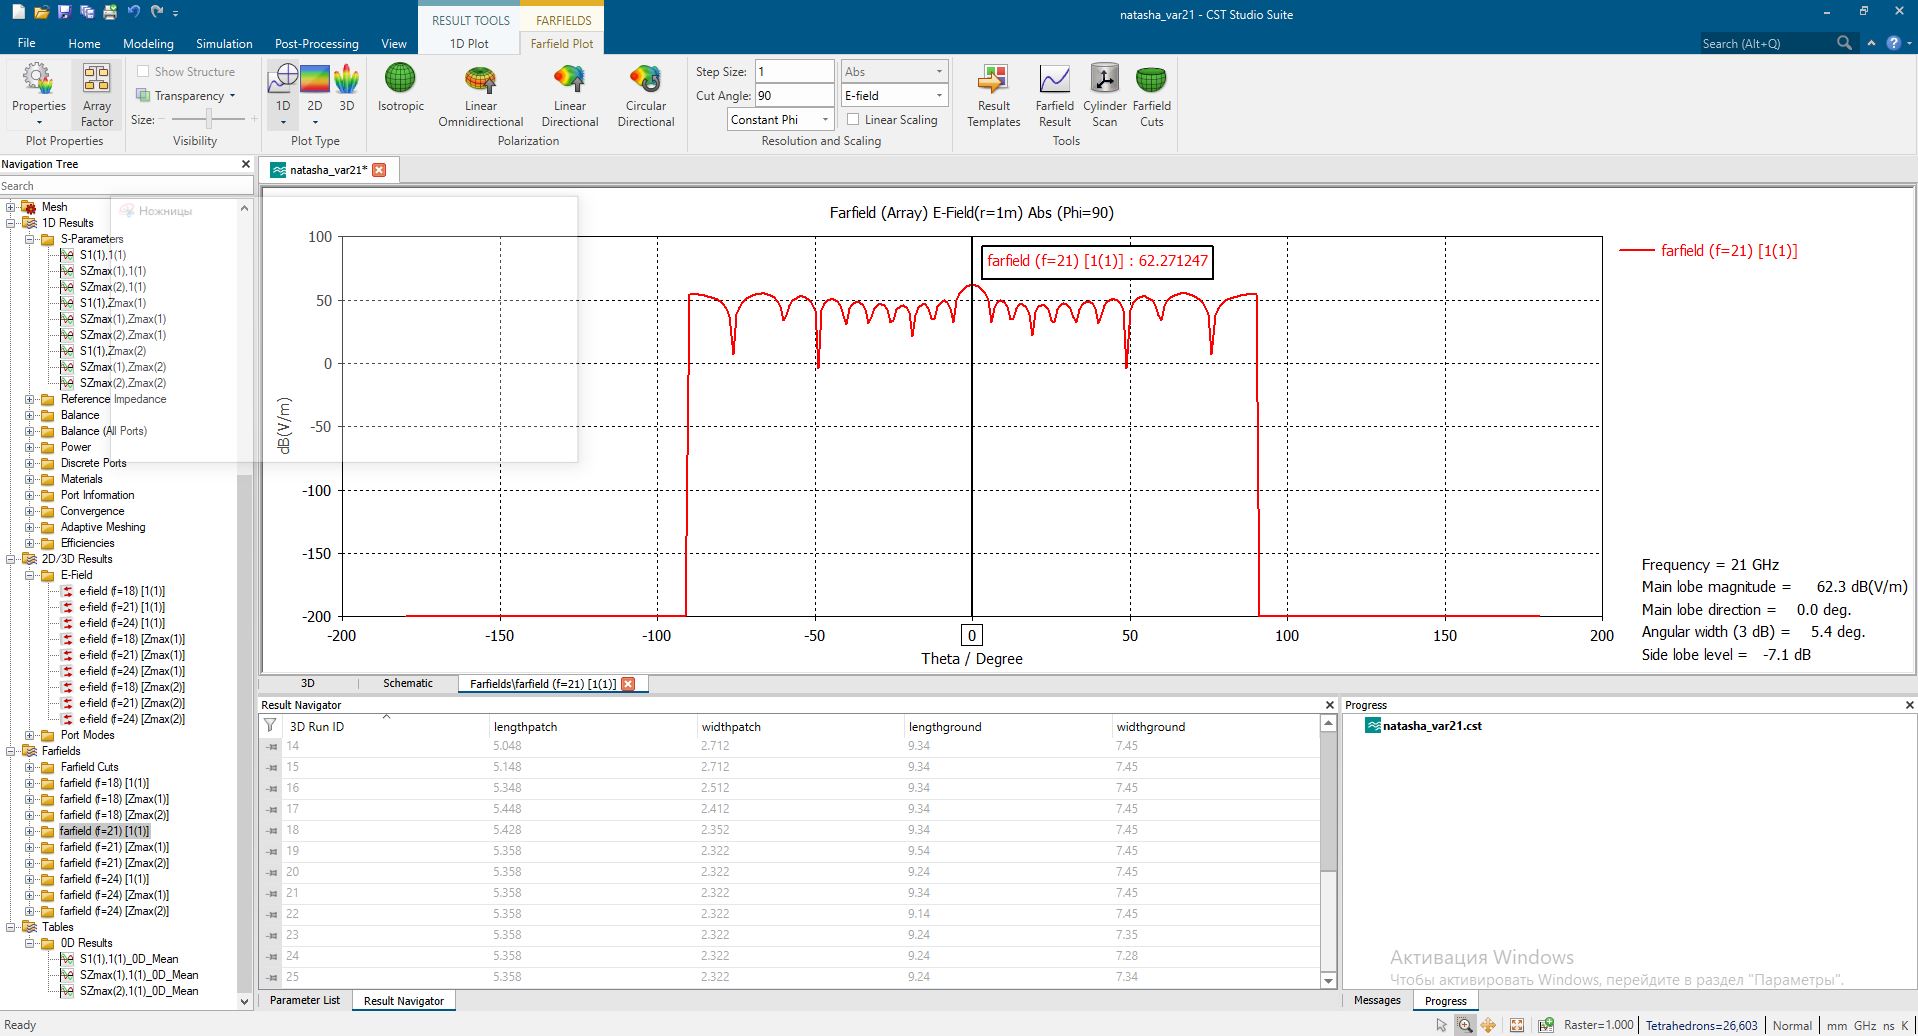 natasha_var21 - CST Studio Suite
RESULT TOOLS
FARFIELDS
File
Home
Modeling
Simulation
Post-Processing
View
1D Plot
Farfield Plot
Search (Alt+Q)
Properties
Array Factor
Show Structure
Transparency
Size:
1D
2D
3D
Isotropic
Linear Omnidirectional
Linear Directional
Circular Directional
Step Size: 1
Cut Angle: 90
Constant Phi
Abs
E-field
Linear Scaling
Result Templates
Farfield Result
Cylinder Scan
Farfield Cuts
Plot Properties
Visibility
Plot Type
Polarization
Resolution and Scaling
Tools
Navigation Tree
Search
Ножницы
Mesh
1D Results
S-Parameters
S1(1),1(1)
SZmax(1),1(1)
SZmax(2),1(1)
S1(1),Zmax(1)
SZmax(1),Zmax(1)
SZmax(2),Zmax(1)
S1(1),Zmax(2)
SZmax(1),Zmax(2)
SZmax(2),Zmax(2)
Reference Impedance
Balance
Balance (All Ports)
Power
Discrete Ports
Materials
Port Information
Convergence
Adaptive Meshing
Efficiencies
2D/3D Results
E-Field
e-field (f=18) [1(1)]
e-field (f=21) [1(1)]
e-field (f=24) [1(1)]
e-field (f=18) [Zmax(1)]
e-field (f=21) [Zmax(1)]
e-field (f=24) [Zmax(1)]
e-field (f=18) [Zmax(2)]
e-field (f=21) [Zmax(2)]
e-field (f=24) [Zmax(2)]
Port Modes
Farfields
Farfield Cuts
farfield (f=18) [1(1)]
farfield (f=18) [Zmax(1)]
farfield (f=18) [Zmax(2)]
farfield (f=21) [1(1)]
farfield (f=21) [Zmax(1)]
farfield (f=21) [Zmax(2)]
farfield (f=24) [1(1)]
farfield (f=24) [Zmax(1)]
farfield (f=24) [Zmax(2)]
Tables
0D Results
S1(1),1(1)_0D_Mean
SZmax(1),1(1)_0D_Mean
SZmax(2),1(1)_0D_Mean
natasha_var21*
Farfield (Array) E-Field(r=1m) Abs (Phi=90)
farfield (f=21) [1(1)] : 62.271247
farfield (f=21) [1(1)]
dB(V/m)
100
50
0
-50
-100
-150
-200
-200 -150 -100 -50 0 50 100 150 200
Theta / Degree
Frequency = 21 GHz
Main lobe magnitude = 62.3 dB(V/m)
Main lobe direction = 0.0 deg.
Angular width (3 dB) = 5.4 deg.
Side lobe level = -7.1 dB
3D
Schematic
Farfields\farfield (f=21) [1(1)]
Result Navigator
3D Run ID lengthpatch widthpatch lengthground widthground
14 5.048 2.712 9.34 7.45
15 5.148 2.712 9.34 7.45
16 5.348 2.512 9.34 7.45
17 5.448 2.412 9.34 7.45
18 5.428 2.352 9.34 7.45
19 5.358 2.322 9.54 7.45
20 5.358 2.322 9.24 7.45
21 5.358 2.322 9.34 7.45
22 5.358 2.322 9.14 7.45
23 5.358 2.322 9.24 7.35
24 5.358 2.322 9.24 7.28
25 5.358 2.322 9.24 7.34
Parameter List
Result Navigator
Progress
natasha_var21.cst
Активация Windows
Чтобы активировать Windows, перейдите в раздел "Параметры".
Messages
Progress
Ready
Raster=1.000
Tetrahedrons=26,603
Normal
mm GHz ns K